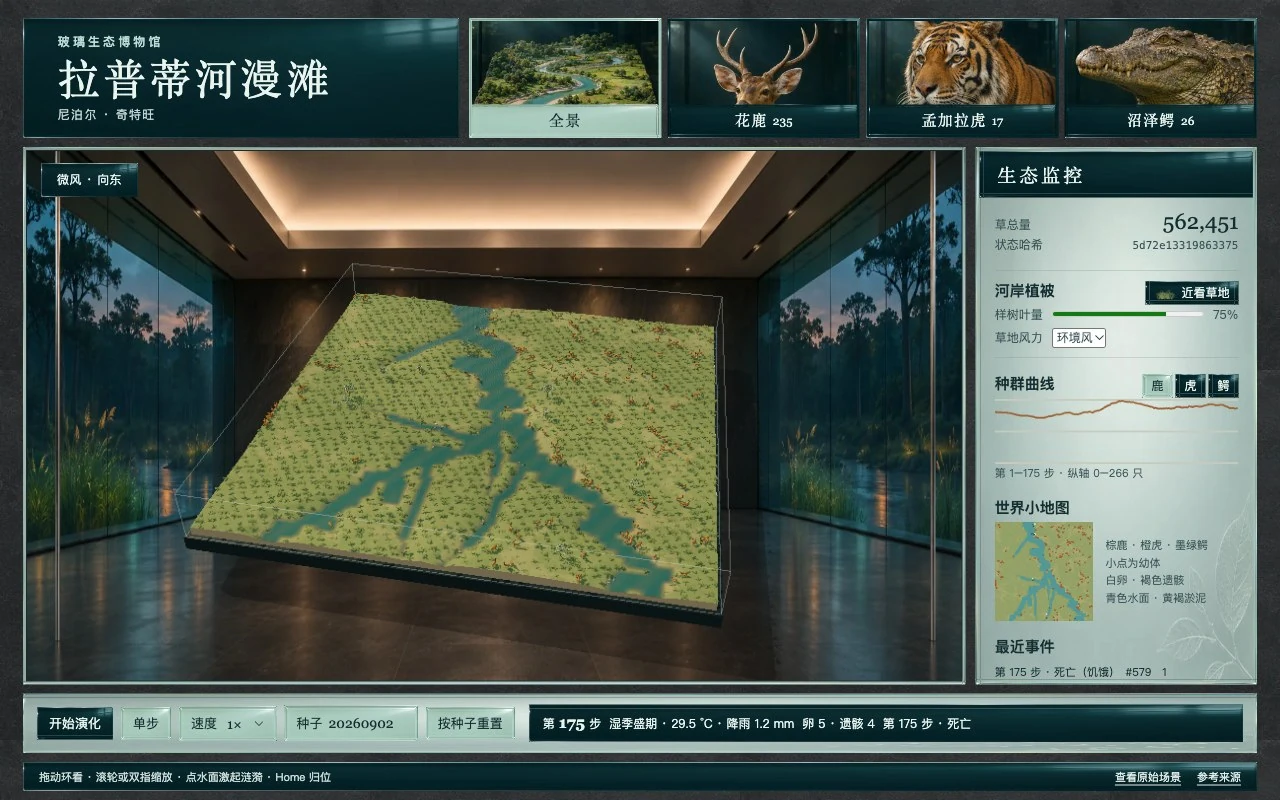 玻璃生态博物馆
拉普蒂河漫滩
尼泊尔 · 奇特旺
全景
花鹿 235
孟加拉虎 17
沼泽鳄 26
微风 · 向东
生态监控
草总量 562,451
状态哈希 5d72e13319863375
河岸植被 近看草地
样树叶量 75%
草地风力 环境风
种群曲线 鹿 虎 鳄
第 1—175 步 · 纵轴 0—266 只
世界小地图
棕鹿 · 橙虎 · 墨绿鳄
小点为幼体
白卵 · 褐色遗骸
青色水面 · 黄褐淤泥
最近事件
第 175 步 · 死亡（饥饿） #579 1
开始演化 单步 速度 1× 种子 20260902 按种子重置 第 175 步 湿季盛期 · 29.5 °C · 降雨 1.2 mm 卵 5 · 遗骸 4 第 175 步 · 死亡
拖动环看 · 滚轮或双指缩放 · 点水面激起涟漪 · Home 归位 查看原始场景 参考来源